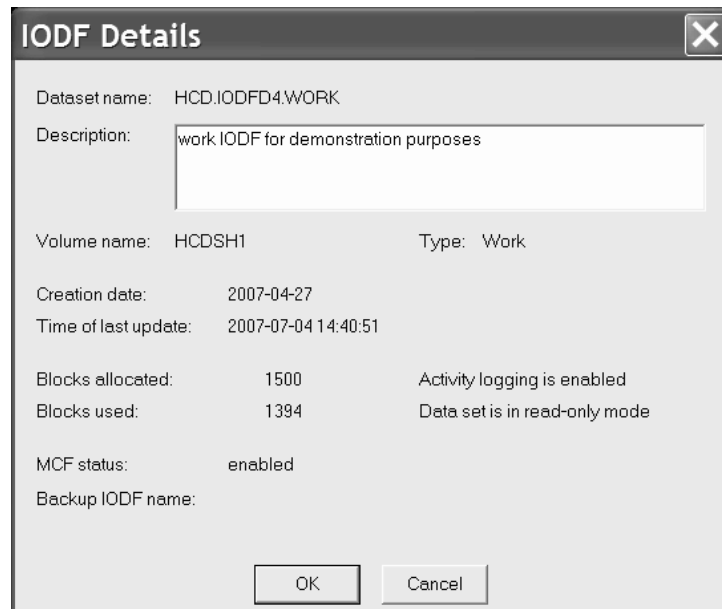 IODF Details
Dataset name: HCD.IODFD4.WORK
Description: work IODF for demonstration purposes
Volume name: HCDSH1 Type: Work
Creation date: 2007-04-27
Time of last update: 2007-07-04 14:40:51
Blocks allocated: 1500 Activity logging is enabled
Blocks used: 1394 Data set is in read-only mode
MCF status: enabled
Backup IODF name:
OK Cancel